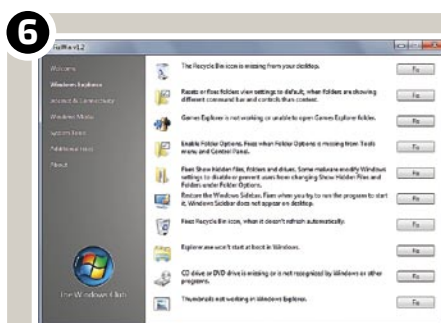 6
FixWin v1.2
Welcome
Windows Explorer
Internet & Connectivity
Windows Media
System Tools
Additional Fixes
About
The Windows Club
The Recycle Bin icon is missing from your desktop.
Fix
Resets or fixes folders view settings to default, when folders are showing
different command bar and controls than content.
Fix
Games Explorer is not working or unable to open Games Explorer folder.
Fix
Enable Folder Options. Fixes when Folder Options is missing from Tools
menu and Control Panel.
Fix
Fixes Show hidden files, folders and drives. Some malware modify Windows
settings to disable or prevent users from changing Show Hidden Files and
Folders under Folder Options.
Fix
Restore the Windows Sidebar. Fixes when you try to run the program to start
it, Windows Sidebar does not appear on desktop.
Fix
Fixes Recycle Bin icon, when it doesn't refresh automatically.
Fix
Explorer.exe won't start at boot in Windows.
Fix
CD drive or DVD drive is missing or is not recognized by Windows or other
programs.
Fix
Thumbnails not working in Windows Explorer.
Fix